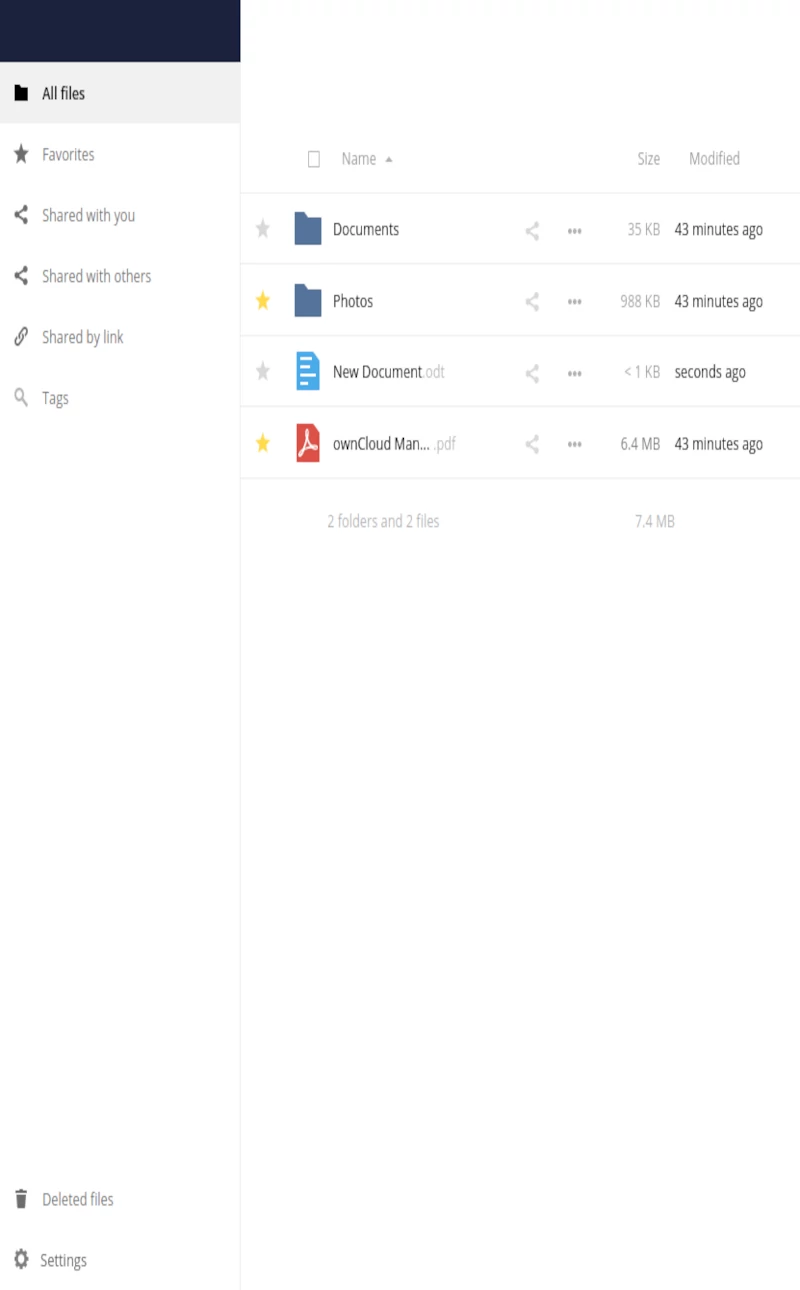 All files
Favorites
Shared with you
Shared with others
Shared by link
Tags
Deleted files
Settings
Name Size Modified
Documents 35 KB 43 minutes ago
Photos 988 KB 43 minutes ago
New Document.odt < 1 KB seconds ago
ownCloud Man... .pdf 6.4 MB 43 minutes ago
2 folders and 2 files 7.4 MB